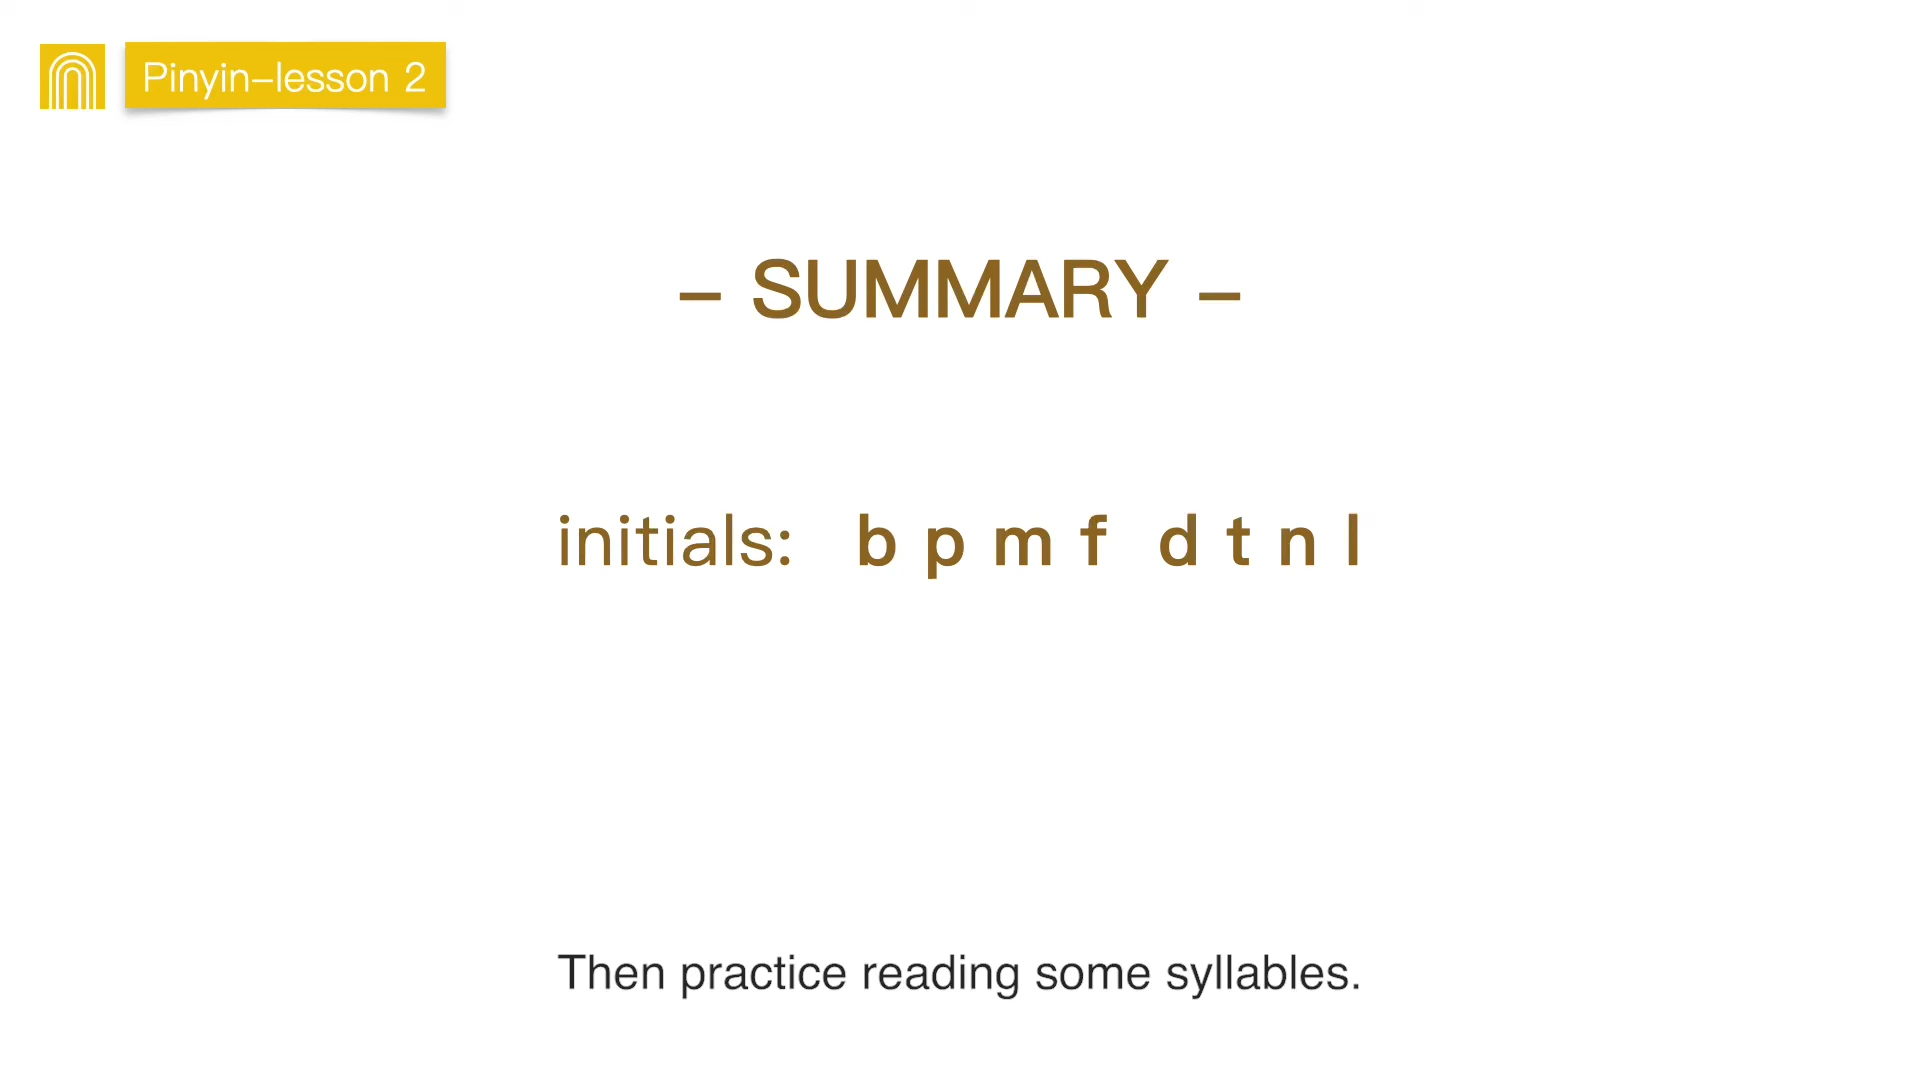 Pinyin–lesson 2
– SUMMARY –
initials: b p m f d t n l
Then practice reading some syllables.